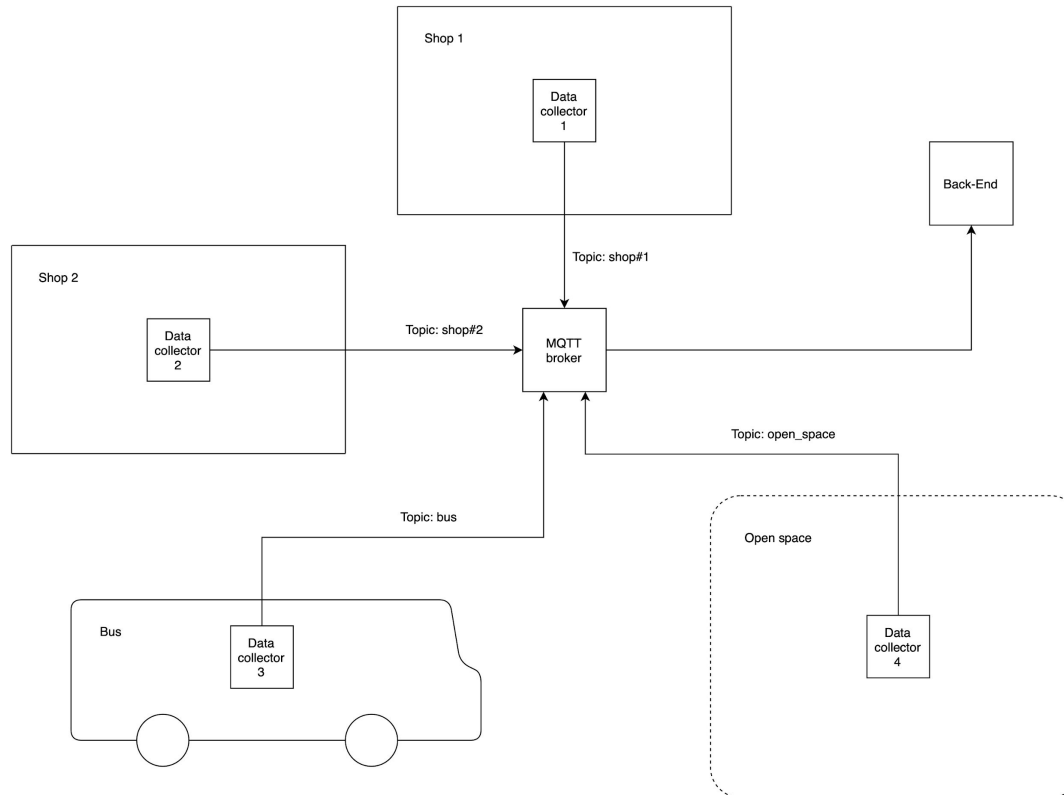 Shop 1
Data
collector
1
Back-End
Topic: shop#1
Shop 2
Data
collector
2
Topic: shop#2
MQTT
broker
Topic: open_space
Topic: bus
Open space
Bus
Data
collector
3
Data
collector
4